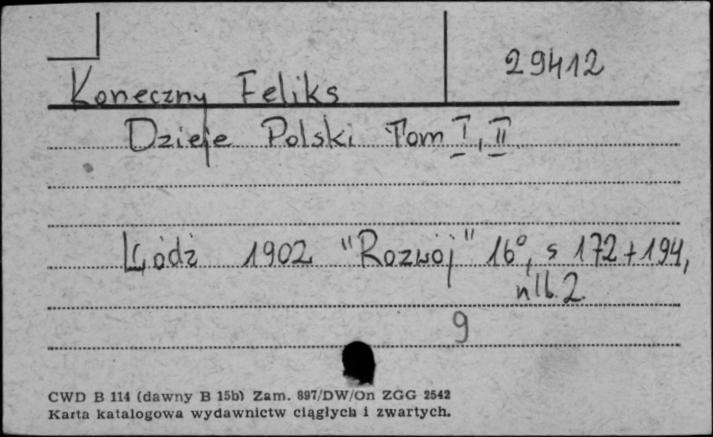 29412
Koneczny Feliks
Dzieje Polski Tom I, II
Łódź 1902 "Rozwój" 16°, s 172 + 194,
nlb. 2
9
CWD B 114 (dawny B 15b) Zam. 897/DW/On ZGG 2542
Karta katalogowa wydawnictw ciągłych i zwartych.